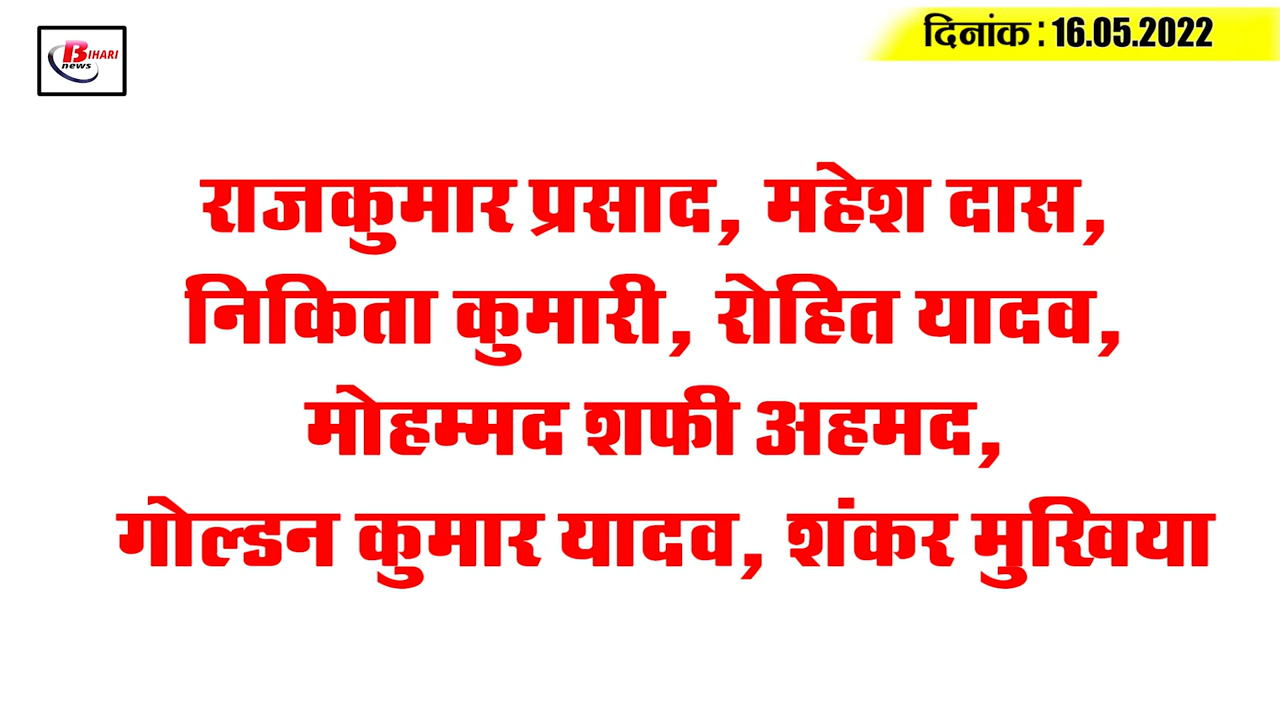 BIHARI
news
दिनांक : 16.05.2022
राजकुमार प्रसाद, महेश दास,
निकिता कुमारी, रोहित यादव,
मोहम्मद शफी अहमद,
गोल्डन कुमार यादव, शंकर मुखिया